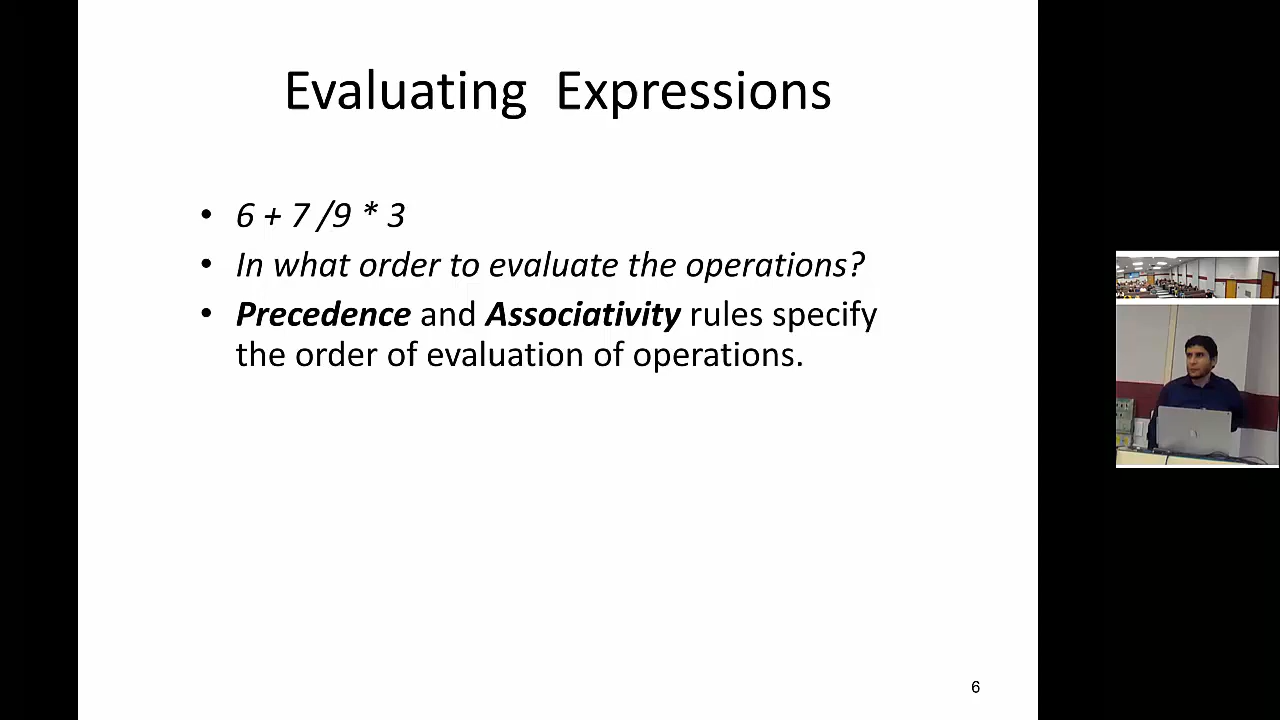 Evaluating Expressions
• 6 + 7 /9 * 3
• In what order to evaluate the operations?
• Precedence and Associativity rules specify
the order of evaluation of operations.
6